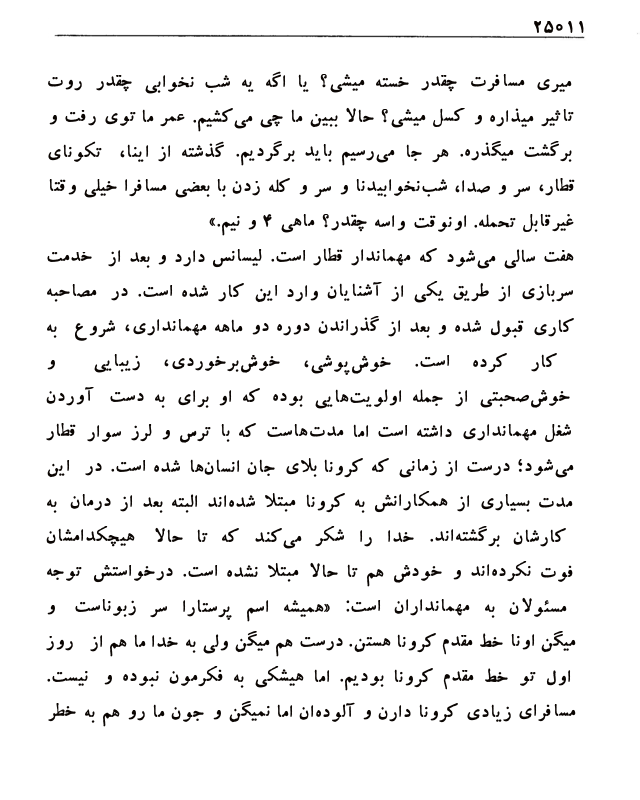 ۲۵۰۱۱
میری مسافرت چقدر خسته میشی؟ یا اگه یه شب نخوابی چقدر روت
تاثیر میذاره و کسل میشی؟ حالا ببین ما چی می‌کشیم. عمر ما توی رفت و
برگشت میگذره. هر جا می‌رسیم باید برگردیم. گذشته از اینا، تکونای
قطار، سر و صدا، شب‌نخوابیدنا و سر و کله زدن با بعضی مسافرا خیلی وقتا
غیرقابل تحمله. اونوقت واسه چقدر؟ ماهی ۴ و نیم.»
هفت سالی می‌شود که مهماندار قطار است. لیسانس دارد و بعد از خدمت
سربازی از طریق یکی از آشنایان وارد این کار شده است. در مصاحبه
کاری قبول شده و بعد از گذراندن دوره دو ماهه مهمانداری، شروع به
کار کرده است. خوش‌پوشی، خوش‌برخوردی، زیبایی و
خوش‌صحبتی از جمله اولویت‌هایی بوده که او برای به دست آوردن
شغل مهمانداری داشته است اما مدت‌هاست که با ترس و لرز سوار قطار
می‌شود؛ درست از زمانی که کرونا بلای جان انسان‌ها شده است. در این
مدت بسیاری از همکارانش به کرونا مبتلا شده‌اند البته بعد از درمان به
کارشان برگشته‌اند. خدا را شکر می‌کند که تا حالا هیچکدامشان
فوت نکرده‌اند و خودش هم تا حالا مبتلا نشده است. درخواستش توجه
مسئولان به مهمانداران است: «همیشه اسم پرستارا سر زبوناست و
میگن اونا خط مقدم کرونا هستن. درست هم میگن ولی به خدا ما هم از روز
اول تو خط مقدم کرونا بودیم. اما هیشکی به فکرمون نبوده و نیست.
مسافرای زیادی کرونا دارن و آلوده‌ان اما نمیگن و جون ما رو هم به خطر